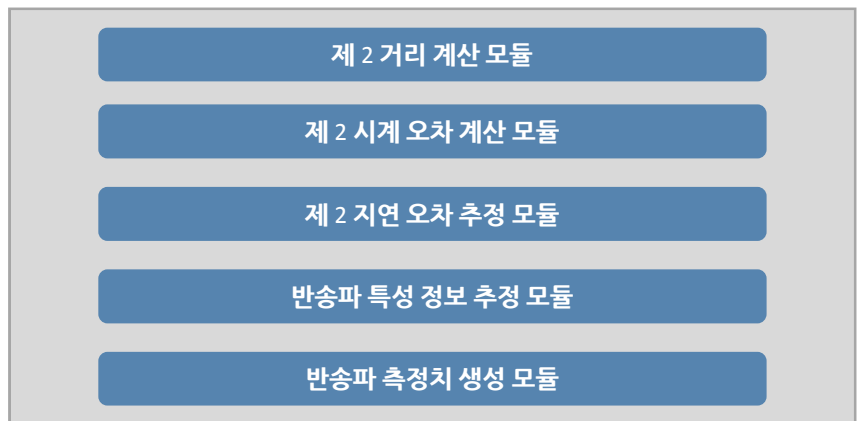 제 2 거리 계산 모듈
제 2 시계 오차 계산 모듈
제 2 지연 오차 추정 모듈
반송파 특성 정보 추정 모듈
반송파 측정치 생성 모듈